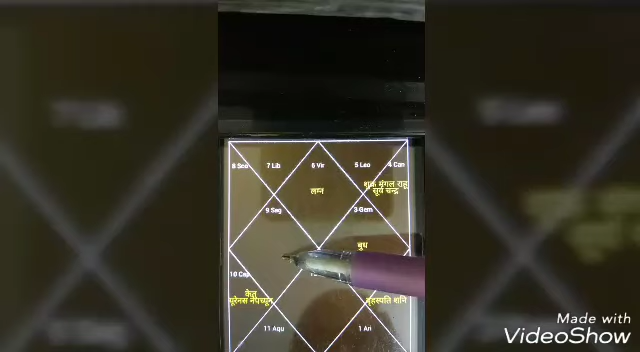 8 Sco 7 Lib 6 Vir 5 Leo 4 Can
लग्न
शुक्र मंगल राहू
सूर्य चन्द्र
9 Sag 3 Gem
बुध
10 Cap
केतु
यूरेनस नेपच्यून
बृहस्पति शनि
11 Aqu 1 Ari
Made with
VideoShow